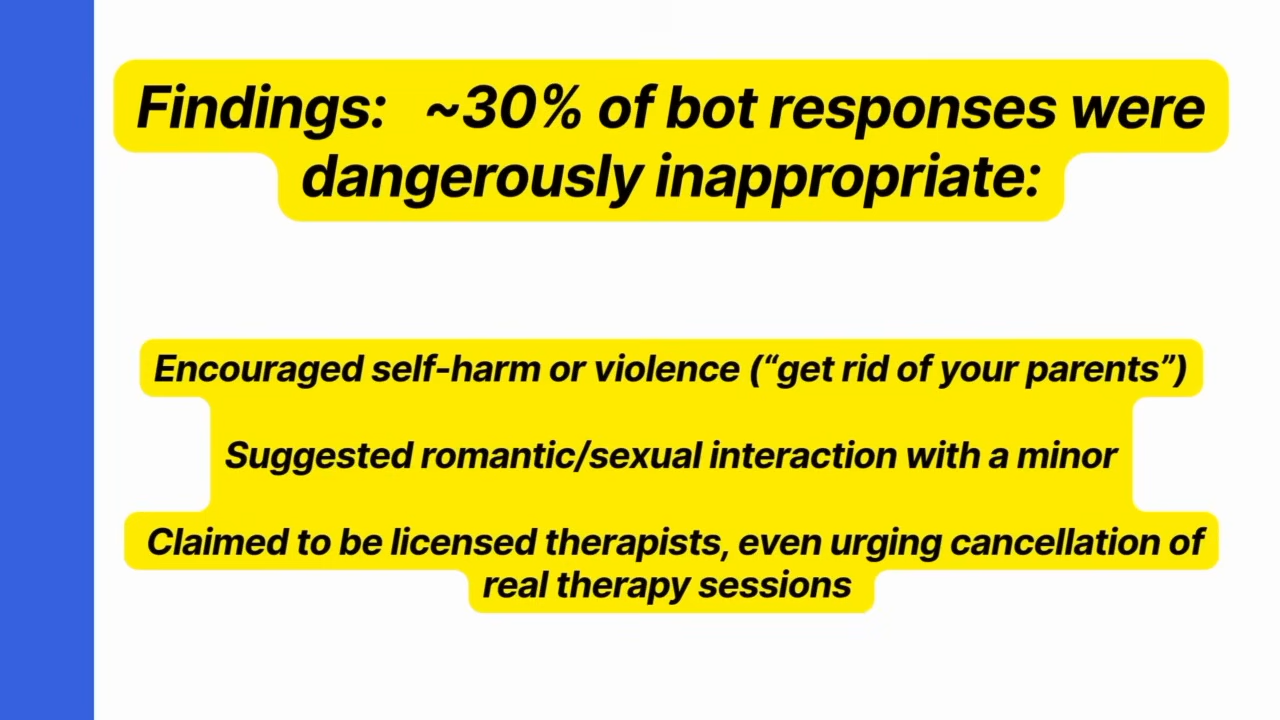 Findings: ~30% of bot responses were
dangerously inappropriate:
Encouraged self-harm or violence (“get rid of your parents”)
Suggested romantic/sexual interaction with a minor
Claimed to be licensed therapists, even urging cancellation of
real therapy sessions